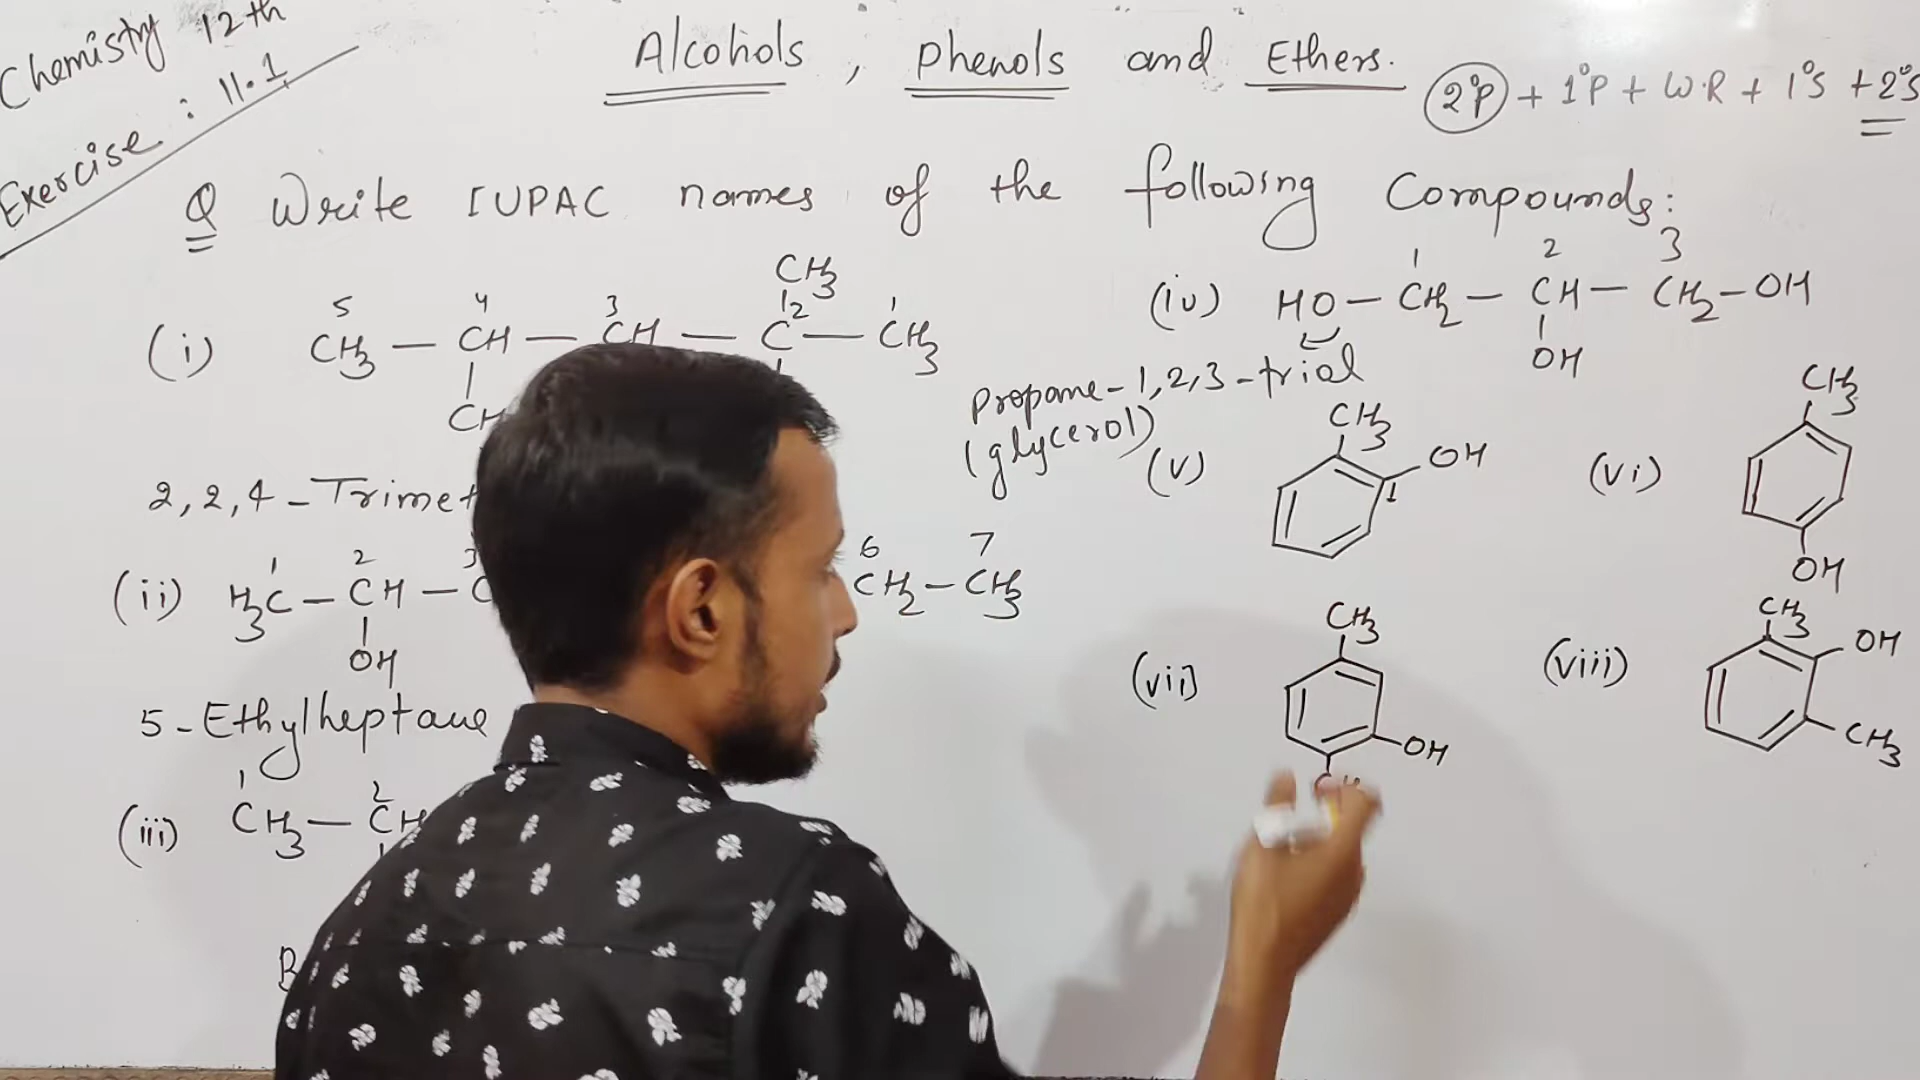 Chemistry 12th
Exercise : 11.1
Alcohols, Phenols and Ethers.
2°P + 1°P + W.R + 1°S + 2°S
Q Write IUPAC names of the following Compounds:
CH3
5 4 3 2 1
(i) CH3 — CH — CH — C — CH3
CH
2,2,4-Trimet
1 2 3 6 7
(ii) H3C — CH — C CH2 — CH3
OH
5-Ethylheptane
1 2
(iii) CH3 — CH
B
1 2 3
(iv) HO — CH2 — CH — CH2 — OH
OH
Propane-1,2,3-triol
(glycerol)
(v) CH3
OH
1
(vi) CH3
OH
(vii) CH3
OH
(viii) CH3
OH
CH3